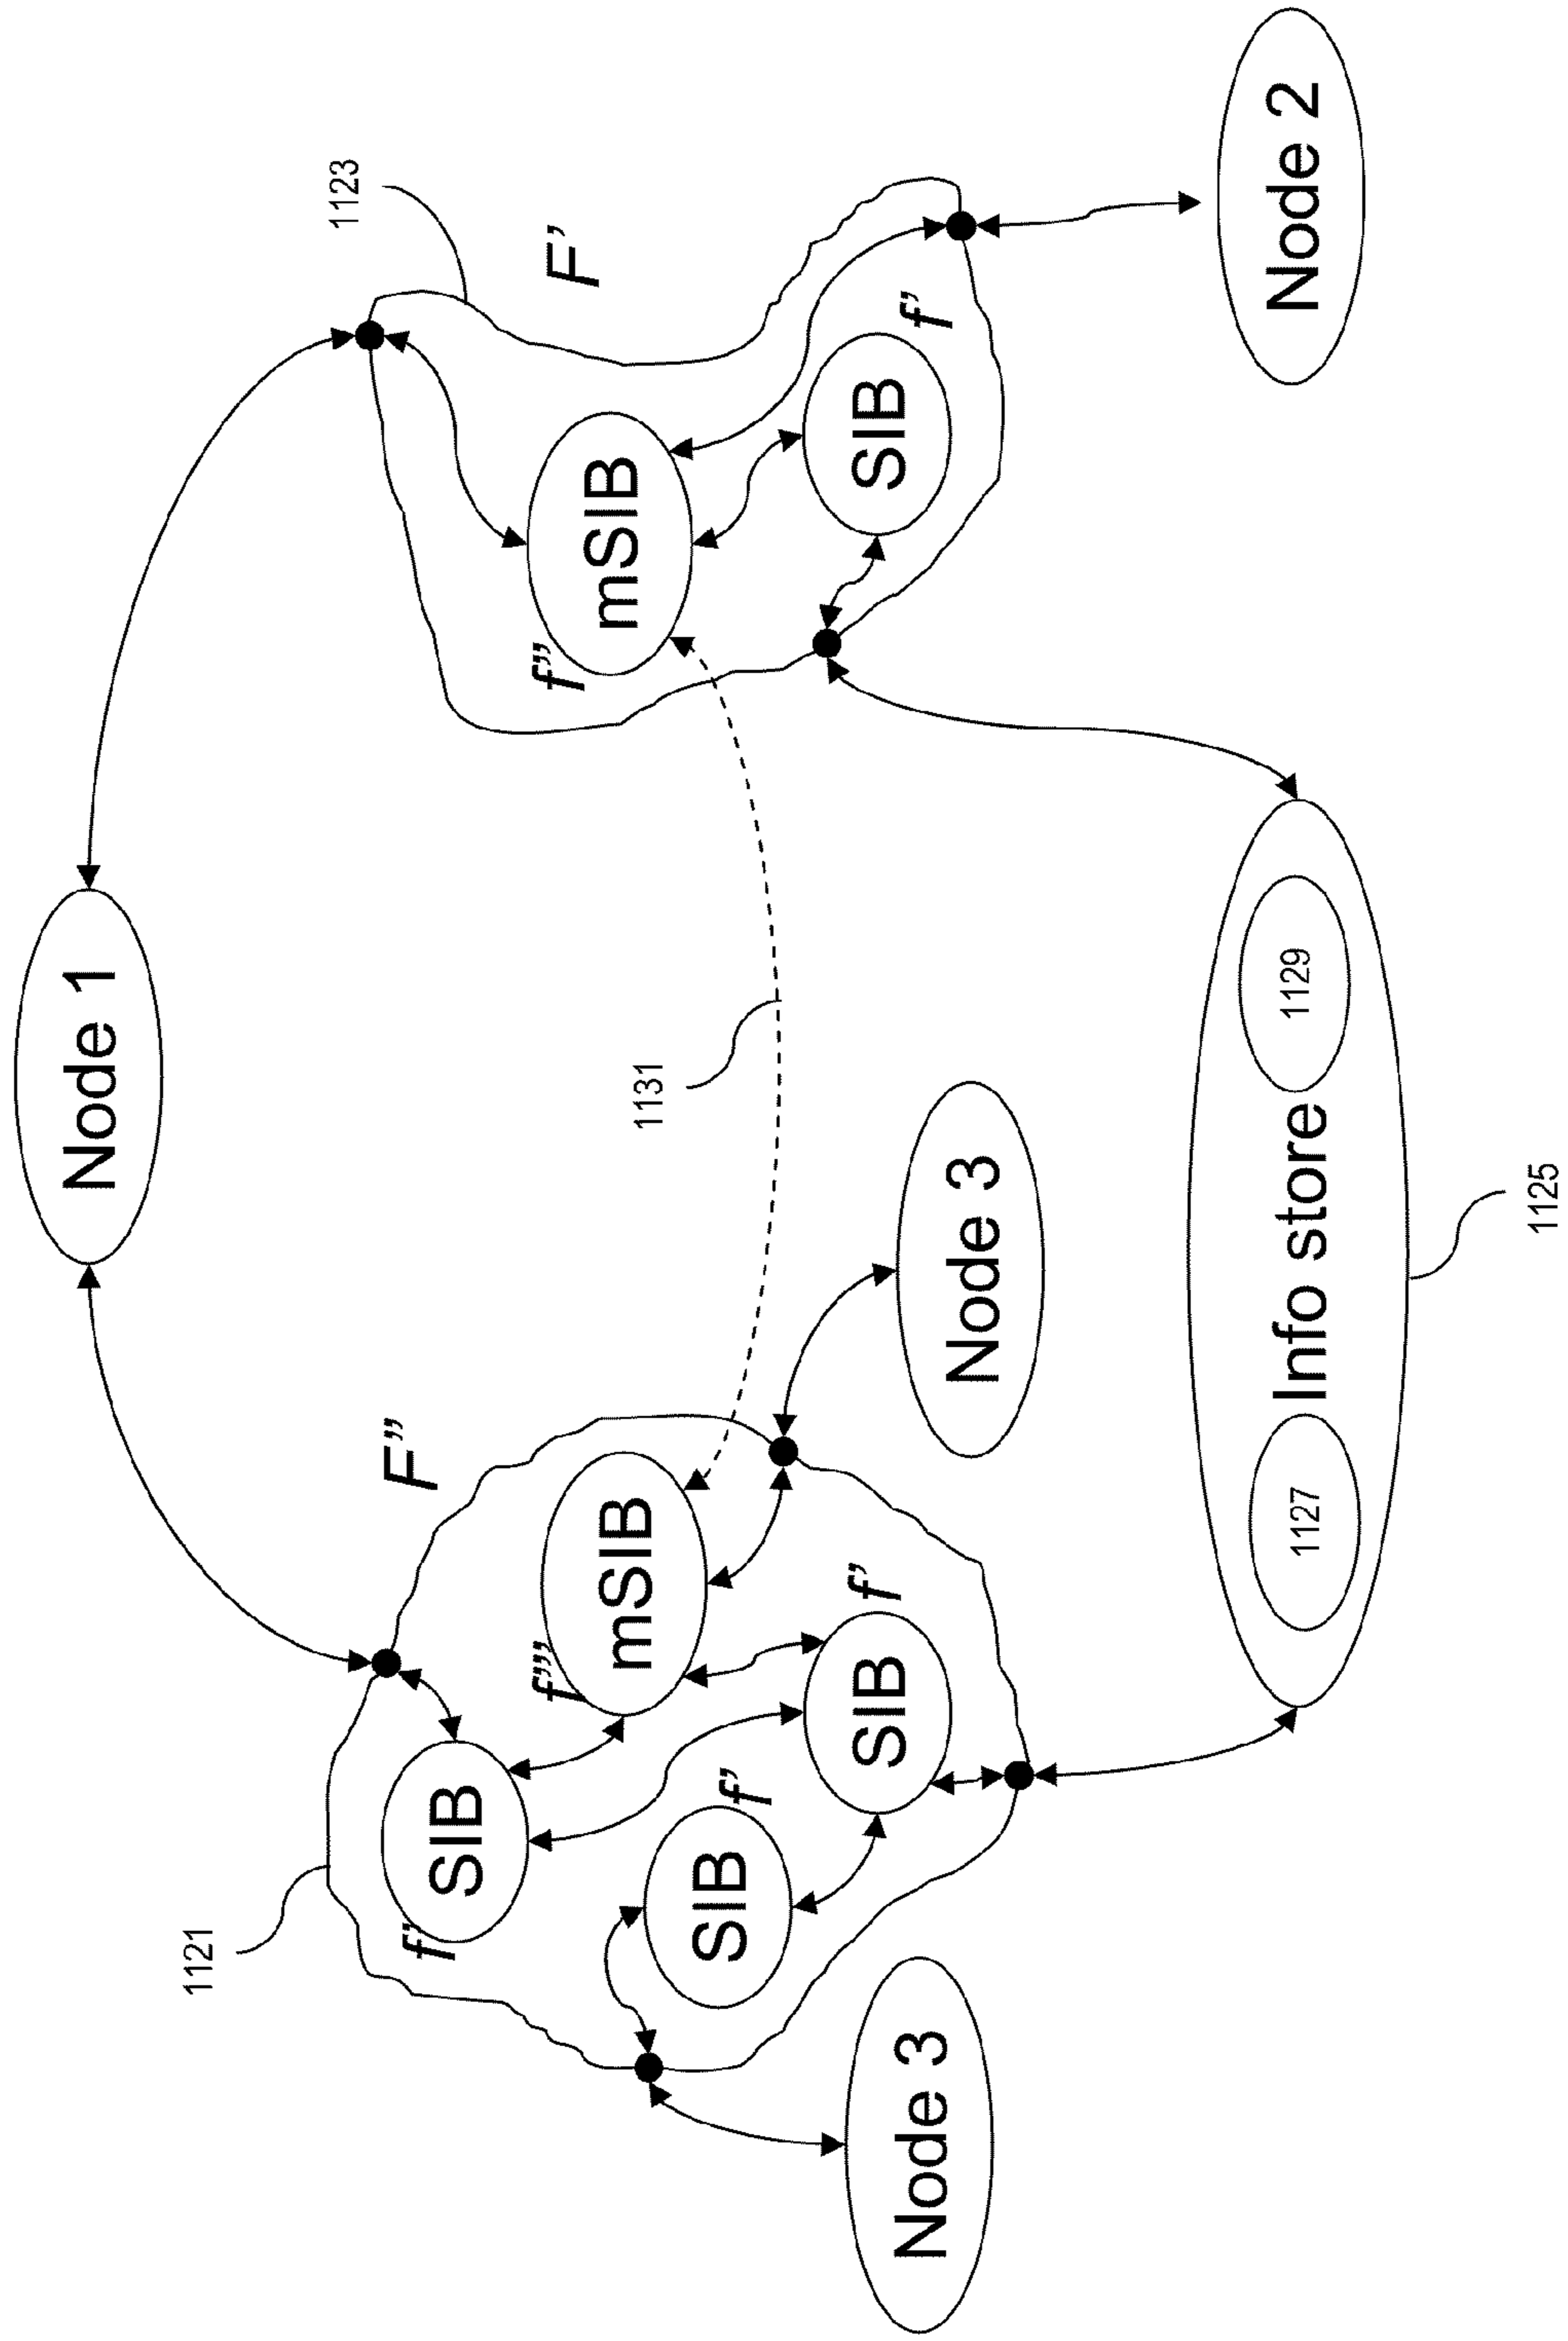 Node 1
1121
1123
F''
F'
f'
SIB
f'''
mSIB
f''
mSIB
1131
SIB
f'
SIB
f'
SIB
f'
Node 3
Node 3
Node 2
1127
Info store
1129
1125